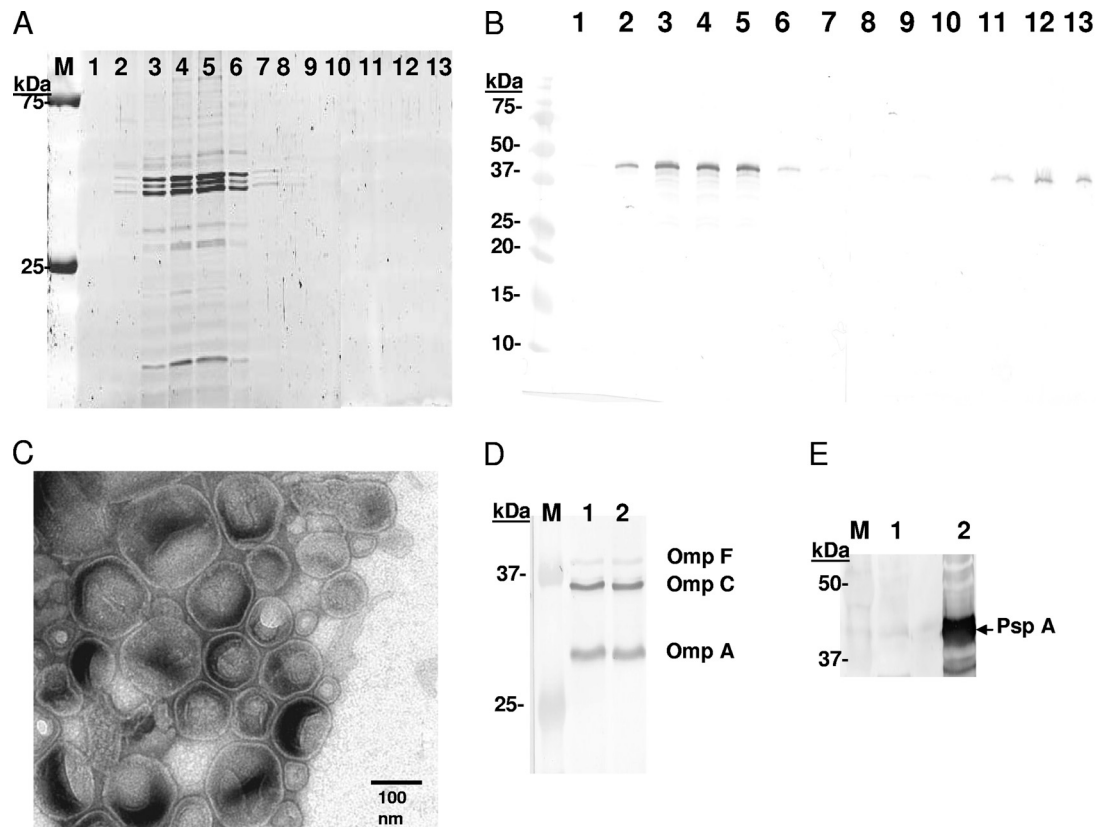 A
M 1 2 3 4 5 6 7 8 9 10 11 12 13
kDa
75-
25-
B
1 2 3 4 5 6 7 8 9 10 11 12 13
kDa
75-
50-
37-
25-
20-
15-
10-
C
100
nm
D
kDa M 1 2
37-
25-
Omp F
Omp C
Omp A
E
M 1 2
kDa
50-
37-
Psp A